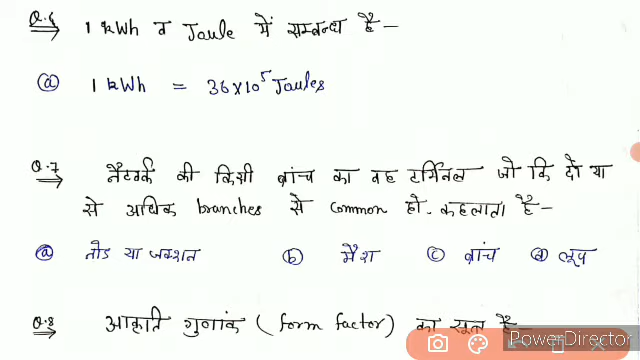 Q.6 1 kWh व Joule में सम्बन्ध है-
(a) 1 kWh = 36×10⁵ Joules
Q.7 नेटवर्क की किसी ब्रांच का वह टर्मिनल जो कि दो या
से अधिक branches से common हो. कहलाता है-
(a) नोड या जंक्शन (b) मैश (c) ब्रांच (d) लूप
Q.8 आकृति गुणांक (form factor) का सूत्र है-
PowerDirector